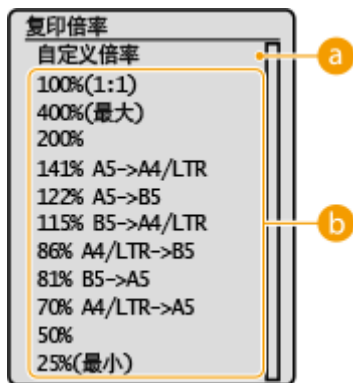 复印倍率
自定义倍率
a
100%(1:1)
400%(最大)
200%
141% A5->A4/LTR
122% A5->B5
115% B5->A4/LTR
b
86% A4/LTR->B5
81% B5->A5
70% A4/LTR->A5
50%
25%(最小)